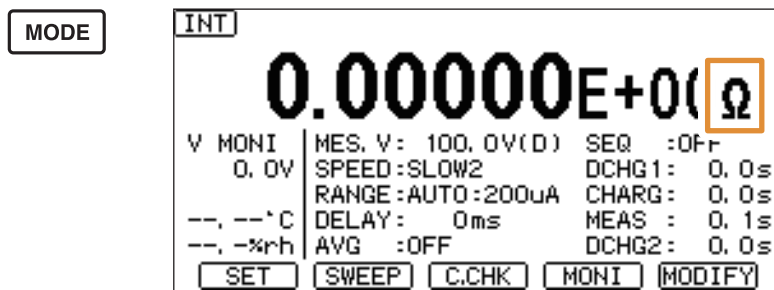 MODE
INT
0.00000E+00 Ω
V MONI MES.V: 100.0V(D) SEQ :OFF
0.0V SPEED:SLOW2 DCHG1: 0.0s
RANGE:AUTO:200uA CHARG: 0.0s
--.--°C DELAY: 0ms MEAS : 0.1s
--.-%rh AVG :OFF DCHG2: 0.0s
SET SWEEP C.CHK MONI MODIFY